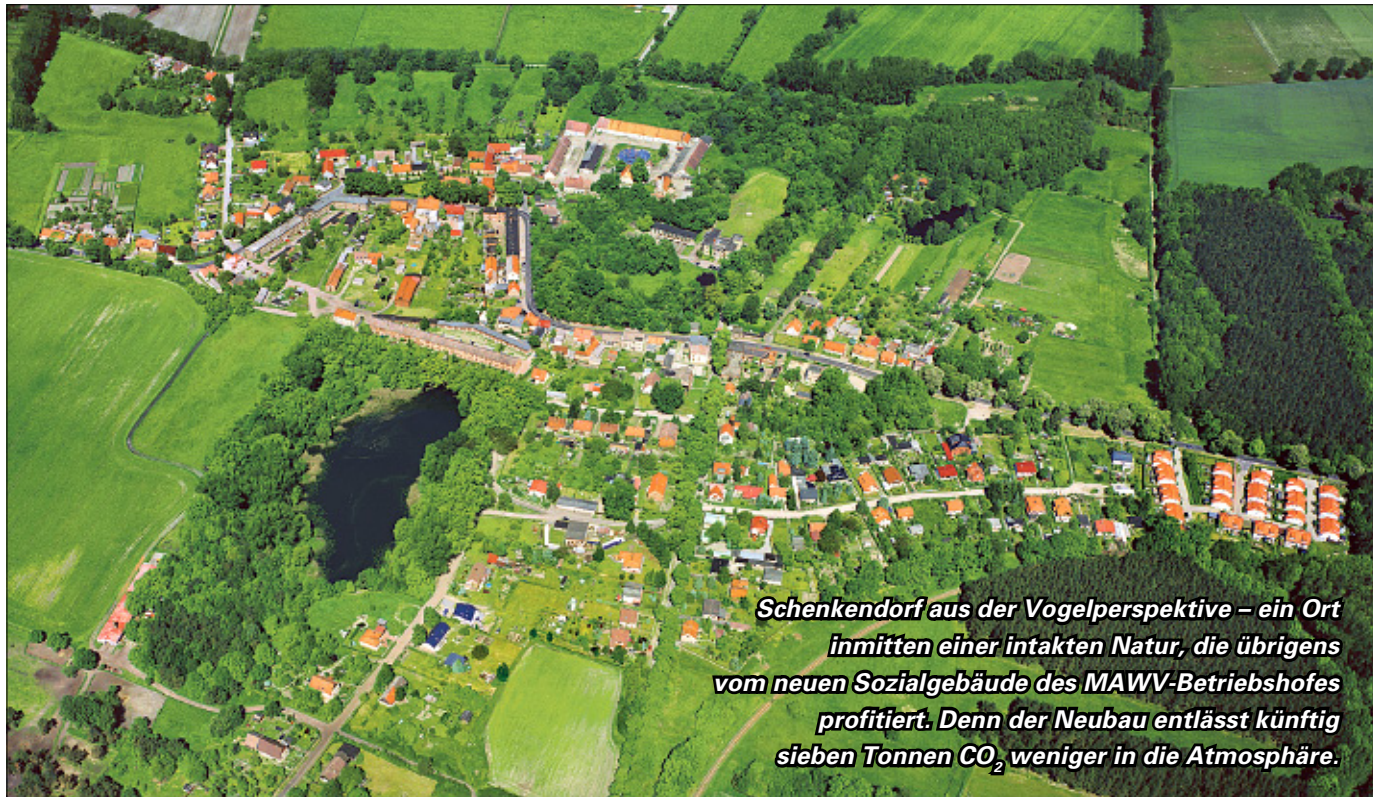 Schenkendorf aus der Vogelperspektive – ein Ort
inmitten einer intakten Natur, die übrigens
vom neuen Sozialgebäude des MAWV-Betriebshofes
profitiert. Denn der Neubau entlässt künftig
sieben Tonnen CO₂ weniger in die Atmosphäre.